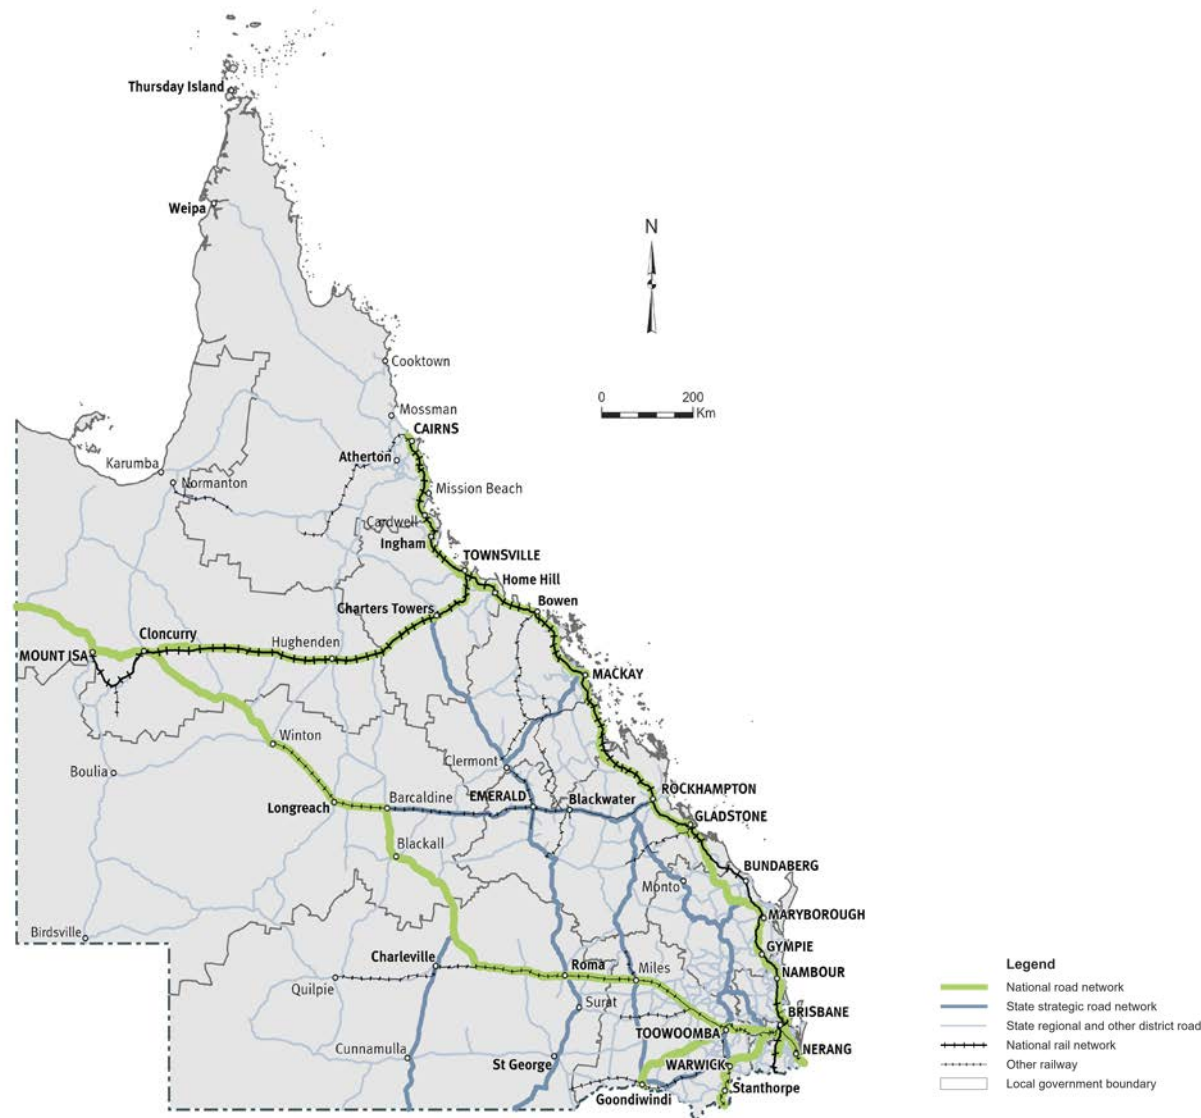 Thursday Island
Weipa
N
Cooktown
0 200
Km
Mossman
CAIRNS
Atherton
Karumba
Normanton
Mission Beach
Cardwell
Ingham
TOWNSVILLE
Home Hill
Charters Towers
Bowen
Cloncurry
Hughenden
MOUNT ISA
MACKAY
Winton
Clermont
Boulia
ROCKHAMPTON
Longreach
Barcaldine
EMERALD
Blackwater
GLADSTONE
Blackall
BUNDABERG
Monto
MARYBOROUGH
Birdsville
GYMPIE
Charleville
Roma
Miles
NAMBOUR
Quilpie
Surat
BRISBANE
TOOWOOMBA
Cunnamulla
St George
WARWICK
NERANG
Goondiwindi
Stanthorpe
Legend
National road network
State strategic road network
State regional and other district road
National rail network
Other railway
Local government boundary